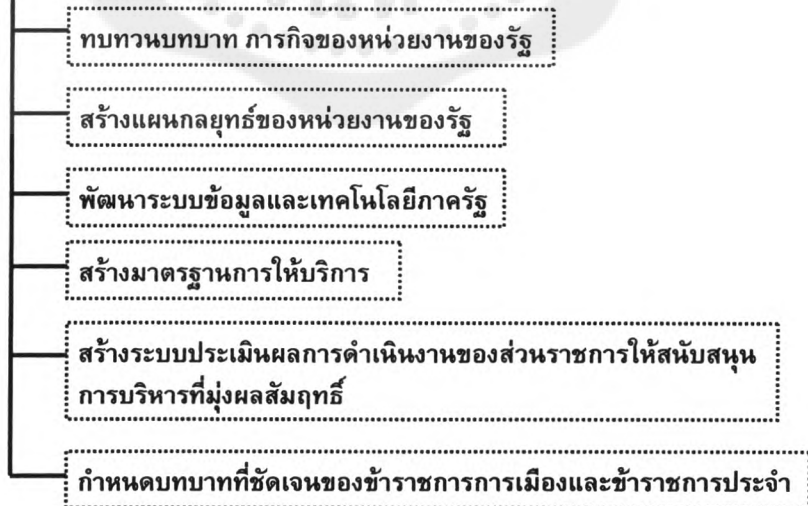 ทบทวนบทบาท ภารกิจของหน่วยงานของรัฐ
สร้างแผนกลยุทธ์ของหน่วยงานของรัฐ
พัฒนาระบบข้อมูลและเทคโนโลยีภาครัฐ
สร้างมาตรฐานการให้บริการ
สร้างระบบประเมินผลการดำเนินงานของส่วนราชการให้สนับสนุน
การบริหารที่มุ่งผลสัมฤทธิ์
กำหนดบทบาทที่ชัดเจนของข้าราชการการเมืองและข้าราชการประจำ